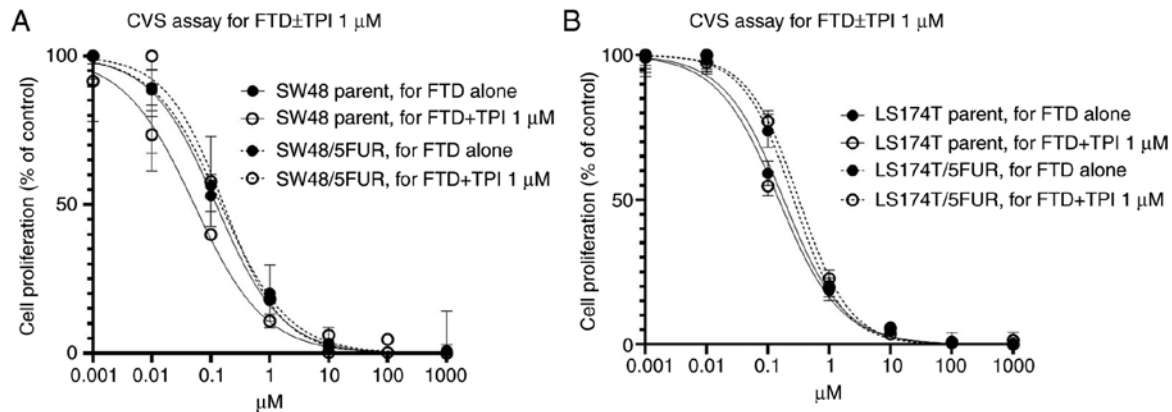 A
CVS assay for FTD±TPI 1 μM
Cell proliferation (% of control)
100
50
0
SW48 parent, for FTD alone
SW48 parent, for FTD+TPI 1 μM
SW48/5FUR, for FTD alone
SW48/5FUR, for FTD+TPI 1 μM
0.001 0.01 0.1 1 10 100 1000
μM
B
CVS assay for FTD±TPI 1 μM
Cell proliferation (% of control)
100
50
0
LS174T parent, for FTD alone
LS174T parent, for FTD+TPI 1 μM
LS174T/5FUR, for FTD alone
LS174T/5FUR, for FTD+TPI 1 μM
0.001 0.01 0.1 1 10 100 1000
μM